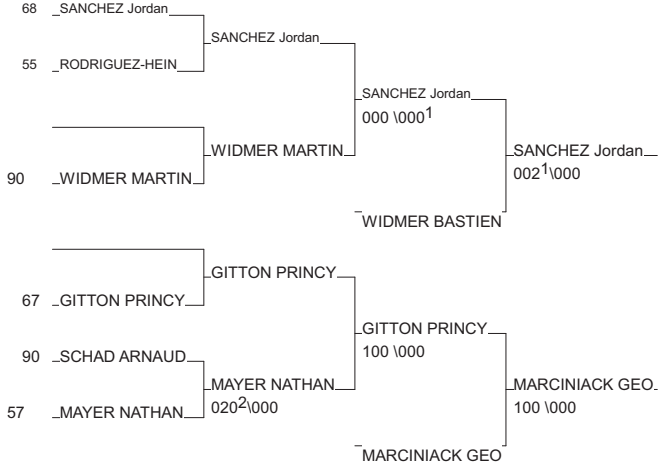 68 SANCHEZ Jordan
SANCHEZ Jordan
55 RODRIGUEZ-HEIN
SANCHEZ Jordan
000 \000¹
WIDMER MARTIN
90 WIDMER MARTIN
SANCHEZ Jordan
002¹\000
WIDMER BASTIEN
GITTON PRINCY
67 GITTON PRINCY
GITTON PRINCY
100 \000
90 SCHAD ARNAUD
MAYER NATHAN
020²\000
57 MAYER NATHAN
MARCINIACK GEO
100 \000
MARCINIACK GEO